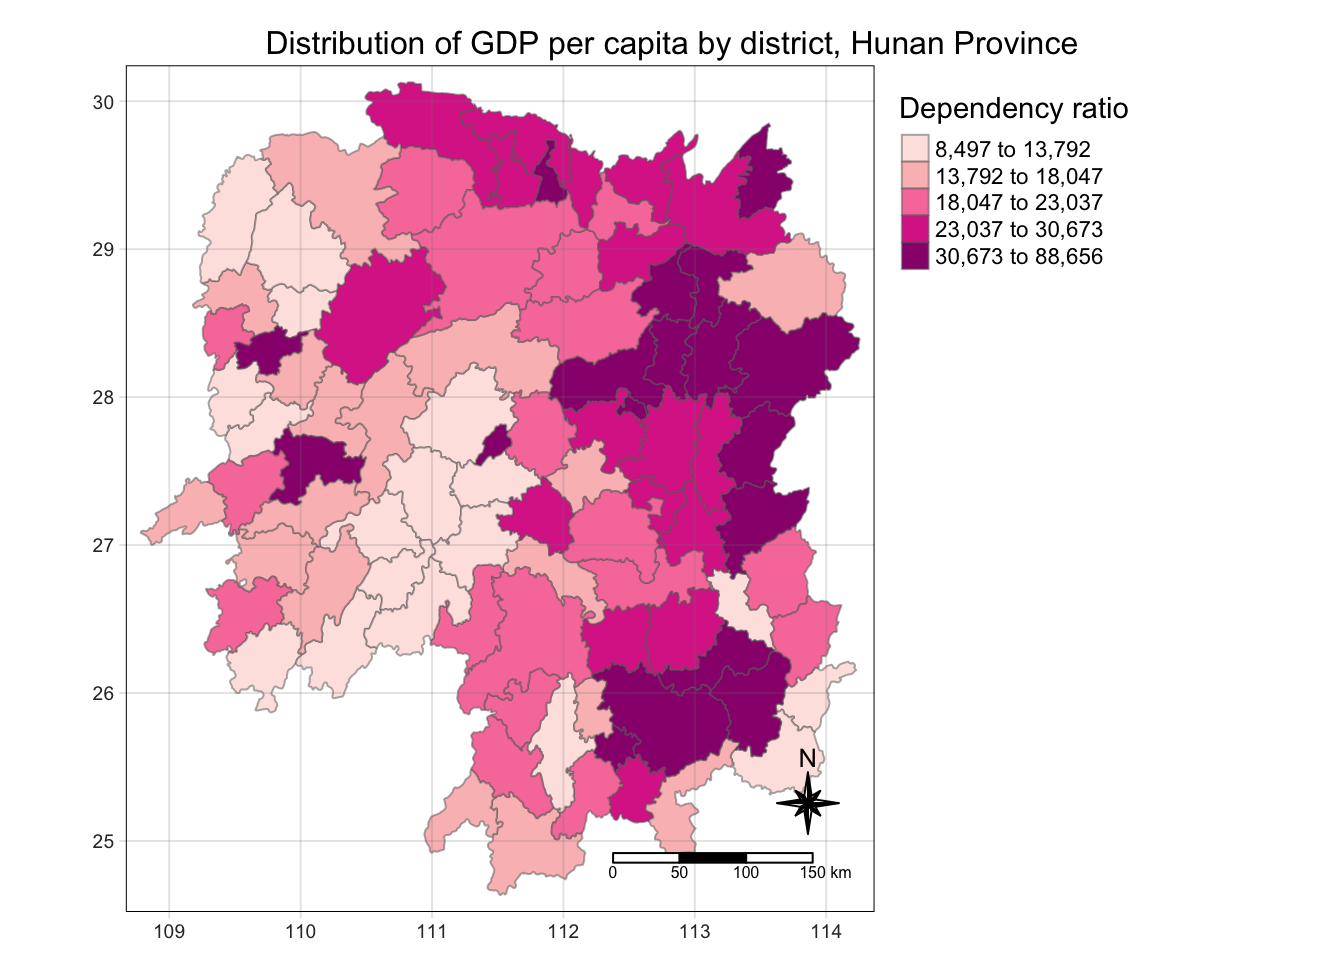 Distribution of GDP per capita by district, Hunan Province
Dependency ratio
8,497 to 13,792
13,792 to 18,047
18,047 to 23,037
23,037 to 30,673
30,673 to 88,656
30
29
28
27
26
25
N
0 50 100 150 km
109 110 111 112 113 114